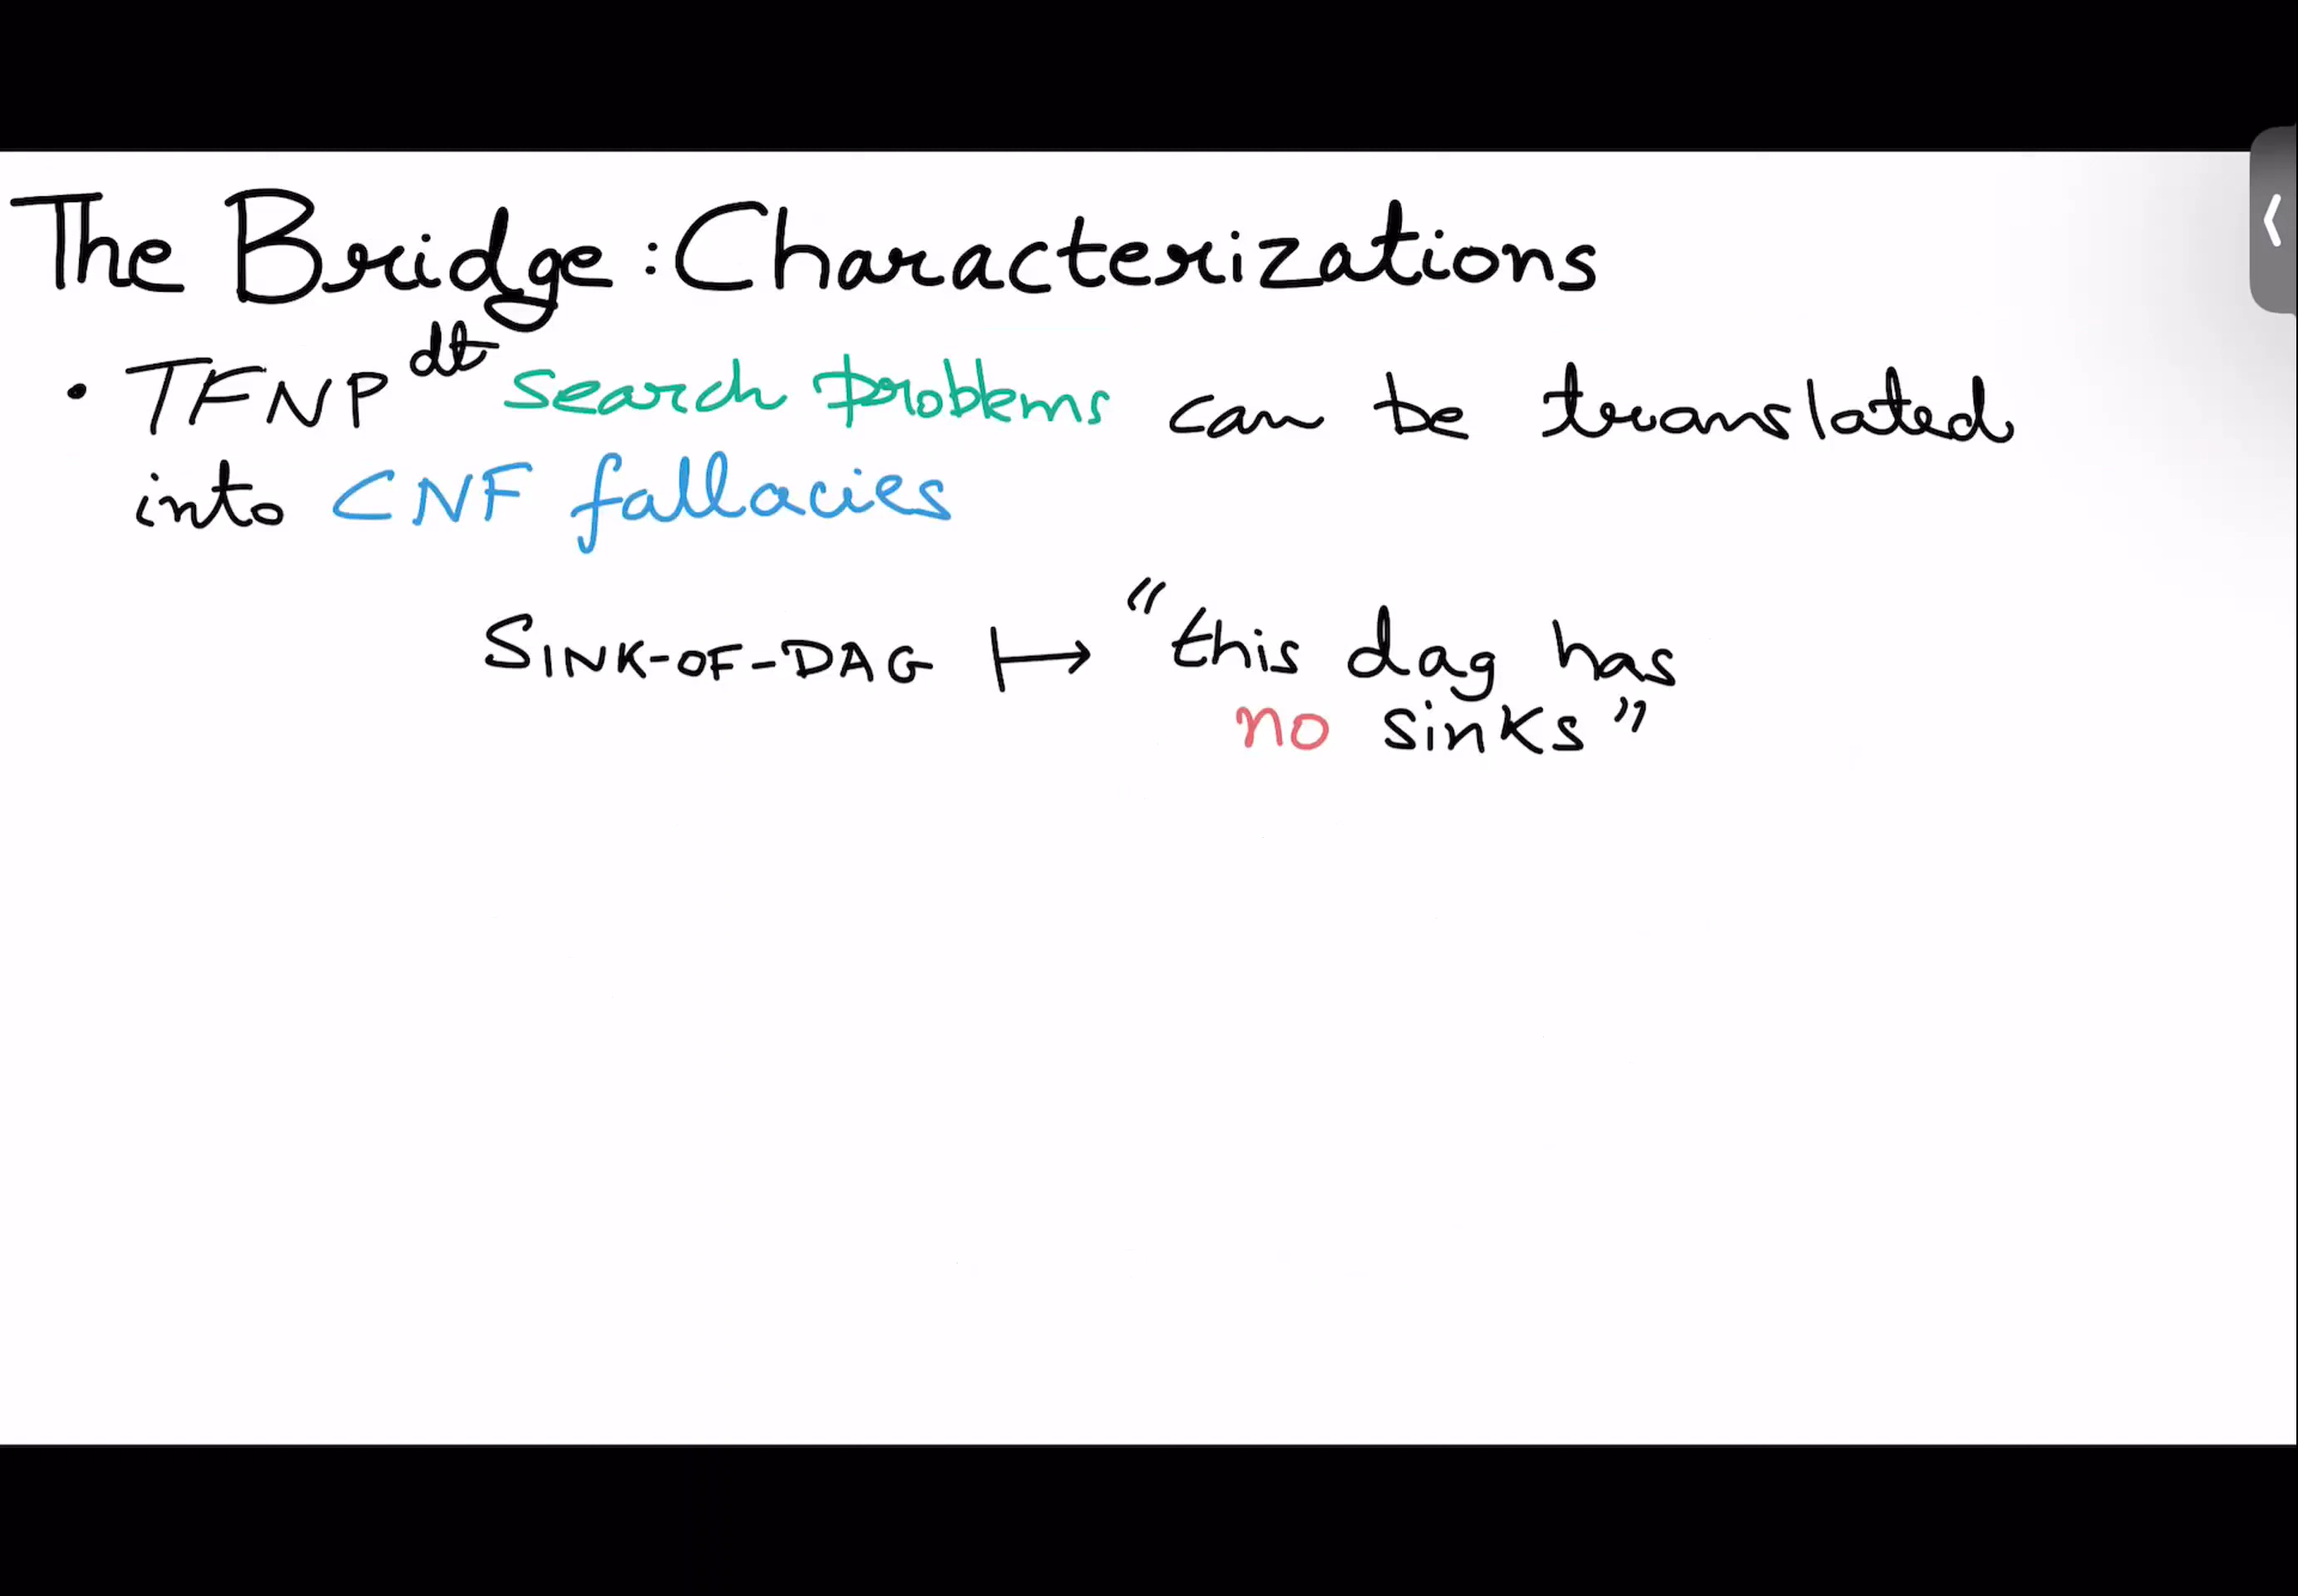 The Bridge: Characterizations
• TFNP^dt search problems can be translated
into CNF fallacies
SINK-OF-DAG ↦ "this dag has
no sinks"